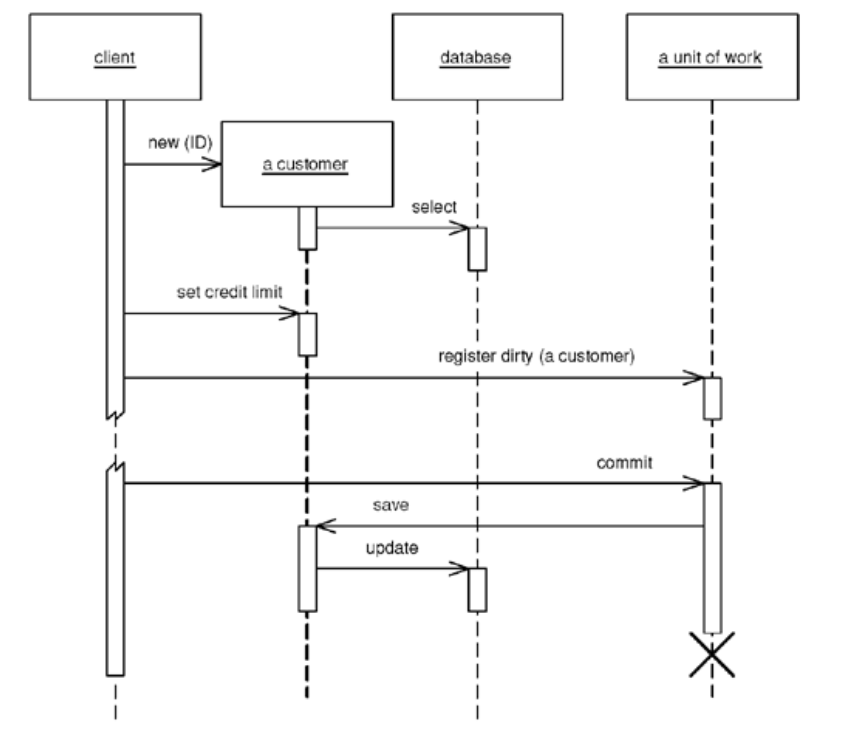 client
database
a unit of work
new (ID)
a customer
select
set credit limit
register dirty (a customer)
commit
save
update